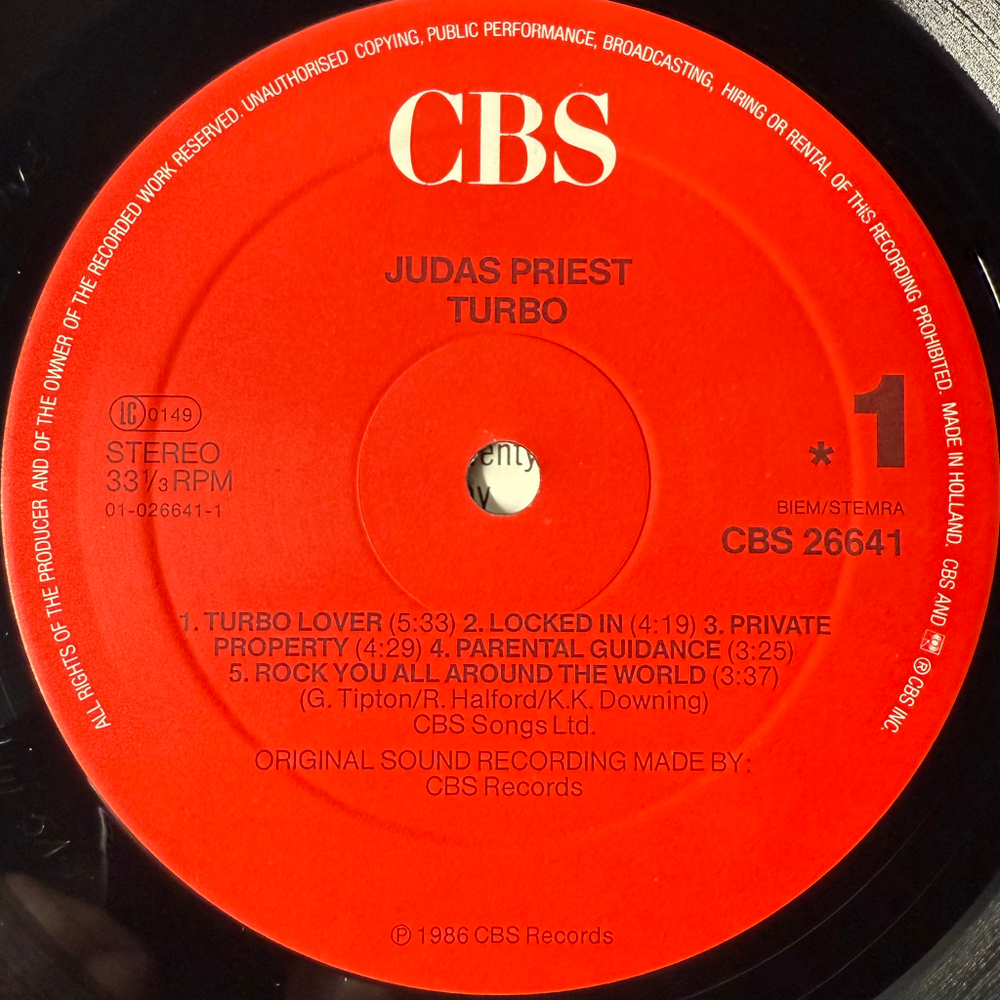 ALL RIGHTS OF THE PRODUCER AND OF THE OWNER OF THE RECORDED WORK RESERVED. UNAUTHORISED COPYING, PUBLIC PERFORMANCE, BROADCASTING, HIRING OR RENTAL OF THIS RECORDING PROHIBITED. MADE IN HOLLAND. CBS AND ® CBS INC.
CBS
JUDAS PRIEST
TURBO
LC 0149
STEREO
33 1/3 RPM
01-026641-1
* 1
BIEM/STEMRA
CBS 26641
1. TURBO LOVER (5:33) 2. LOCKED IN (4:19) 3. PRIVATE
PROPERTY (4:29) 4. PARENTAL GUIDANCE (3:25)
5. ROCK YOU ALL AROUND THE WORLD (3:37)
(G. Tipton/R. Halford/K.K. Downing)
CBS Songs Ltd.
ORIGINAL SOUND RECORDING MADE BY:
CBS Records
℗ 1986 CBS Records